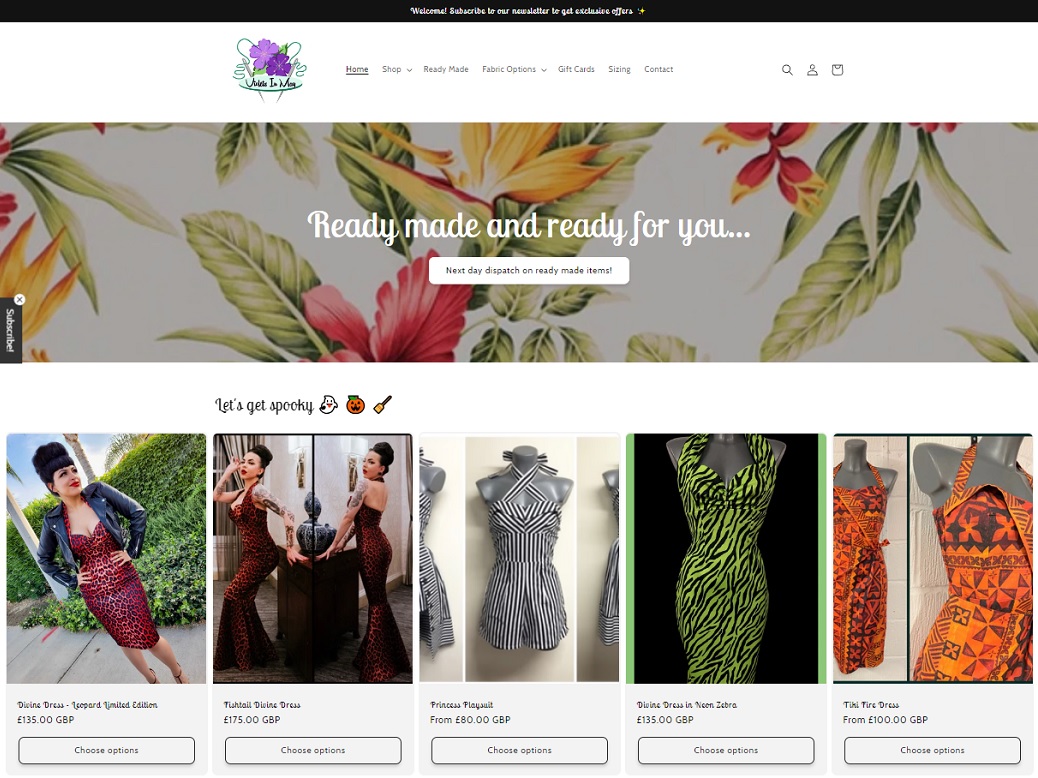 Welcome! Subscribe to our newsletter to get exclusive offers ✨
Violets In May
Home
Shop
Ready Made
Fabric Options
Gift Cards
Sizing
Contact
Ready made and ready for you...
Next day dispatch on ready made items!
Subscribe!
Let's get spooky 👻 🎃 🧹
Divine Dress - Leopard Limited Edition
£135.00 GBP
Choose options
Fishtail Divine Dress
£175.00 GBP
Choose options
Princess Playsuit
From £80.00 GBP
Choose options
Divine Dress in Neon Zebra
£135.00 GBP
Choose options
Tiki Fire Dress
From £100.00 GBP
Choose options